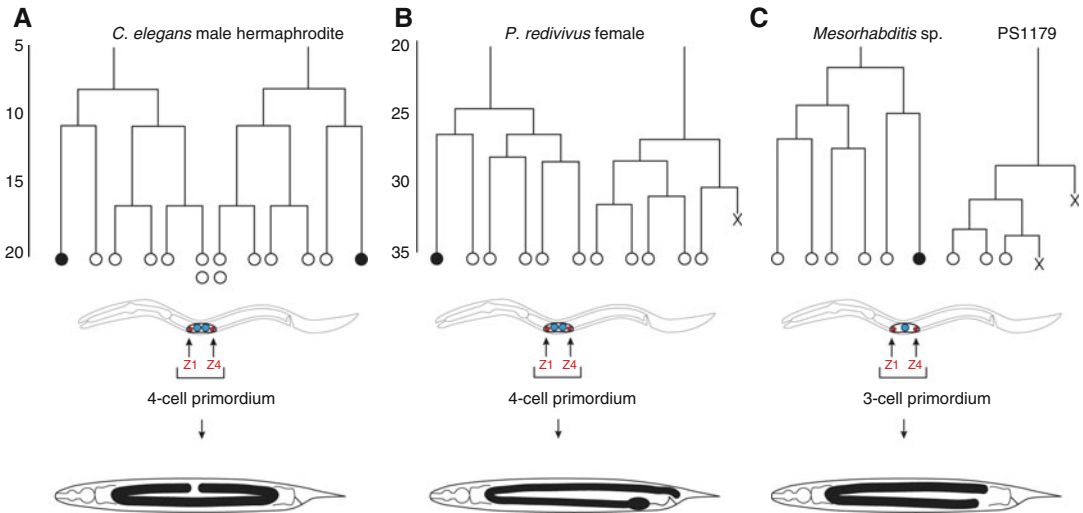 A
C. elegans male hermaphrodite
5
10
15
20
Z1 Z4
4-cell primordium
B
P. redivivus female
20
25
30
35
X
Z1 Z4
4-cell primordium
C
Mesorhabditis sp. PS1179
X
X
Z1 Z4
3-cell primordium